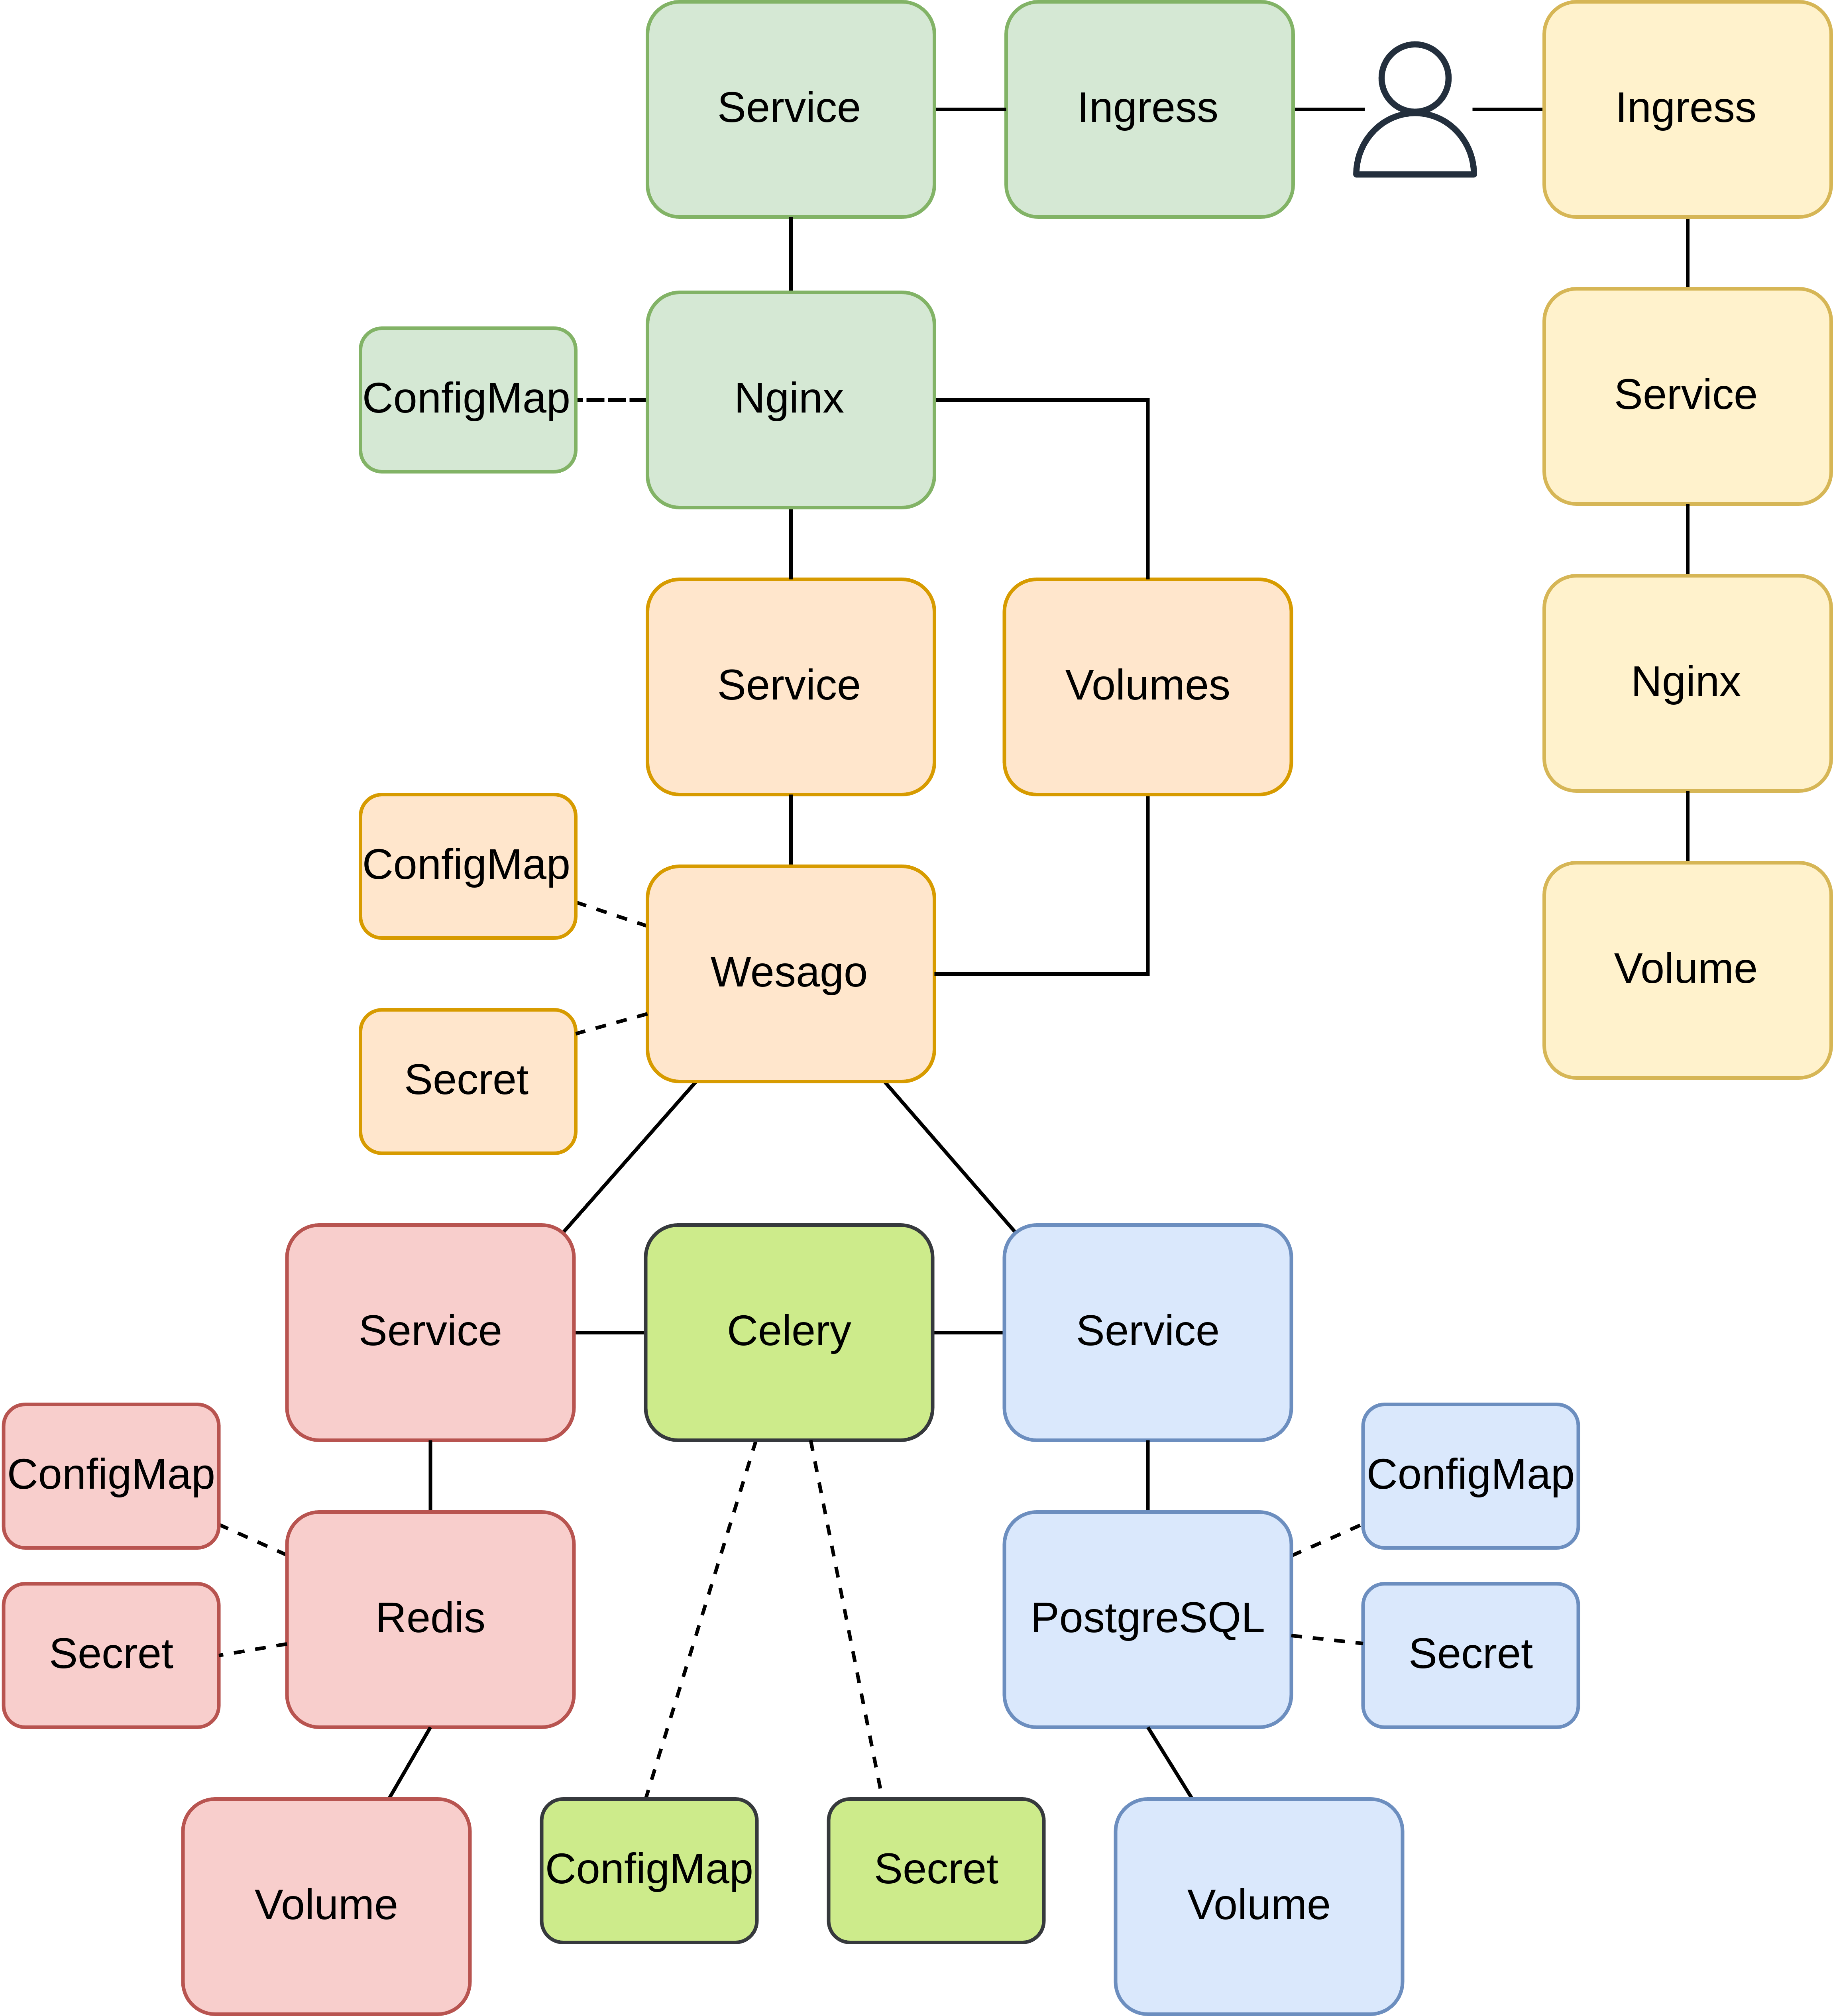 Service
Ingress
Ingress
ConfigMap
Nginx
Service
Service
Volumes
Nginx
ConfigMap
Wesago
Volume
Secret
Service
Celery
Service
ConfigMap
ConfigMap
Redis
PostgreSQL
Secret
Secret
Volume
ConfigMap
Secret
Volume